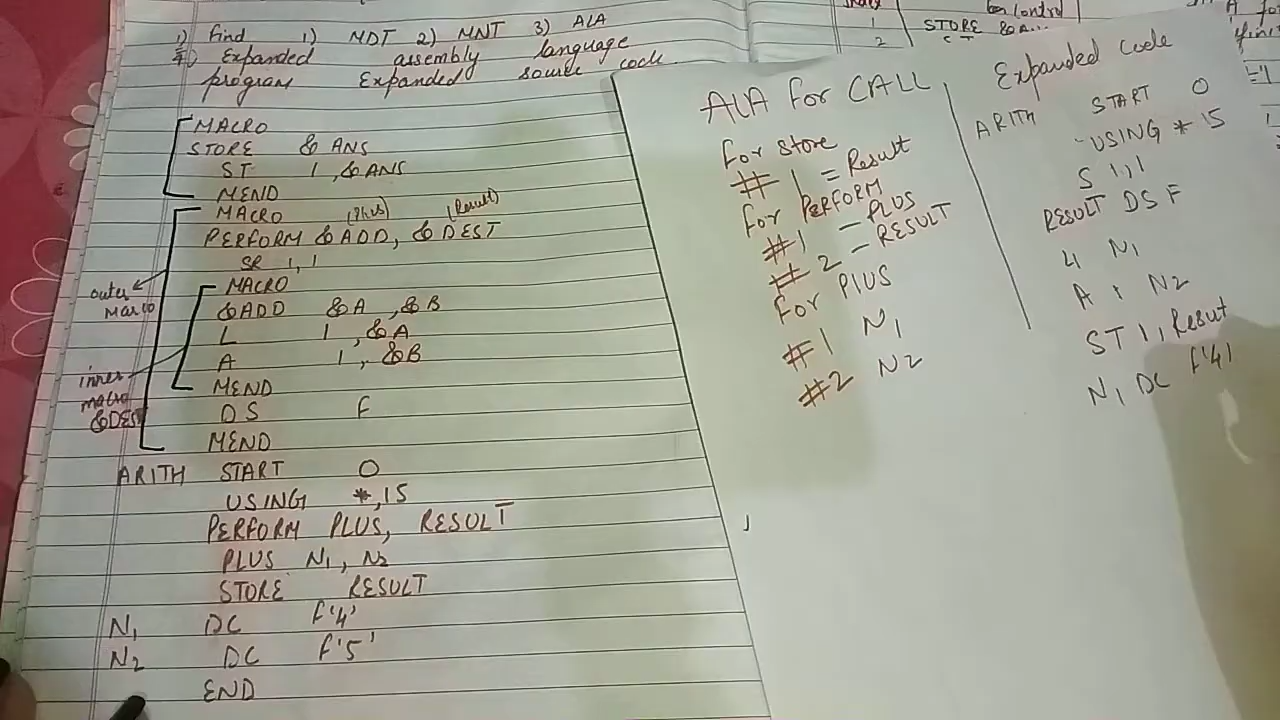 1) find 1) MDT 2) MNT 3) ALA
4) Expanded assembly language
program Expanded source code
MACRO
STORE &ANS
ST 1,&ANS
MEND
MACRO (Plus) (Result)
PERFORM &ADD, &DEST
SR 1,1
MACRO
&ADD &A, &B
L 1, &A
A 1, &B
MEND
&DEST DS F
MEND
outer
Marco
inner
macro
ARITH START 0
USING *,15
PERFORM PLUS, RESULT
PLUS N1, N2
STORE RESULT
N1 DC f'4'
N2 DC f'5'
END
ALA for CALL
for store
#1 = Result
for PERFORM
#1 - PLUS
#2 - RESULT
for PLUS
#1 N1
#2 N2
Expanded code
ARITH START 0
USING * 15
S 1,1
RESULT DS F
N1
A 1 N2
ST 1, Resut
N1 DC f'4'
1 STORE
2